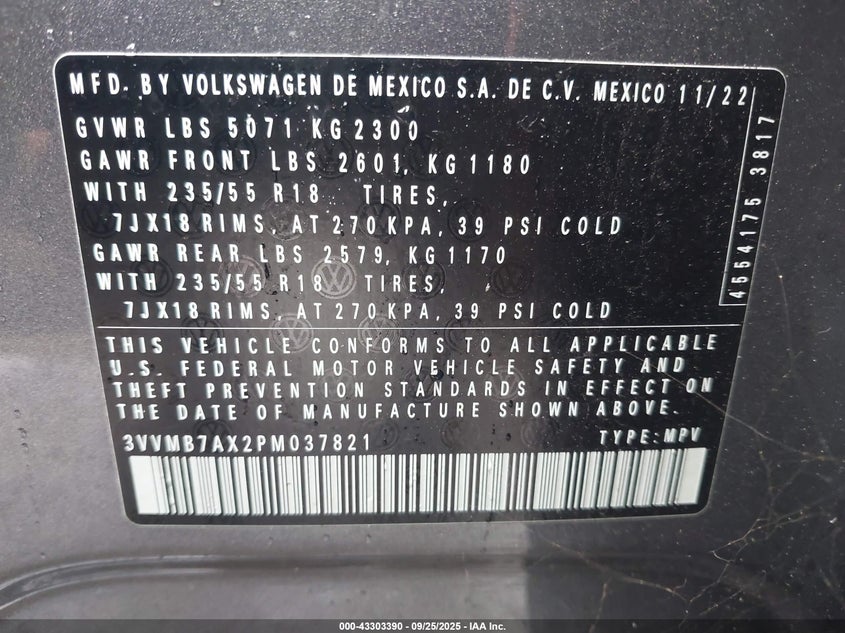 MFD. BY VOLKSWAGEN DE MEXICO S.A. DE C.V. MEXICO 11/22
GVWR LBS 5071 KG 2300
GAWR FRONT LBS 2601, KG 1180
WITH 235/55 R18 TIRES,
7JX18 RIMS, AT 270 KPA, 39 PSI COLD
GAWR REAR LBS 2579, KG 1170
WITH 235/55 R18 TIRES,
7JX18 RIMS, AT 270 KPA, 39 PSI COLD
4554175 3817
THIS VEHICLE CONFORMS TO ALL APPLICABLE
U.S. FEDERAL MOTOR VEHICLE SAFETY AND
THEFT PREVENTION STANDARDS IN EFFECT ON
THE DATE OF MANUFACTURE SHOWN ABOVE.
3VVMB7AX2PM037821 TYPE: MPV
000-43303390 - 09/25/2025 - IAA Inc.